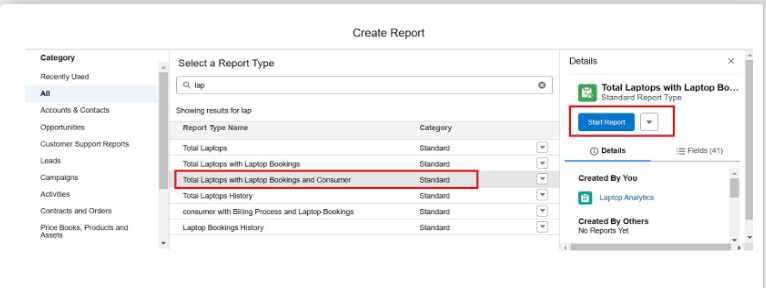 Create Report
Category
Recently Used
All
Accounts & Contacts
Opportunities
Customer Support Reports
Leads
Campaigns
Activities
Contracts and Orders
Price Books, Products and
Assets
Select a Report Type
lap
Showing results for lap
Report Type Name Category
Total Laptops Standard
Total Laptops with Laptop Bookings Standard
Total Laptops with Laptop Bookings and Consumer Standard
Total Laptops History Standard
consumer with Billing Process and Laptop Bookings Standard
Laptop Bookings History Standard
Details
Total Laptops with Laptop Bo...
Standard Report Type
Start Report
Details Fields (41)
Created By You
Laptop Analytics
Created By Others
No Reports Yet